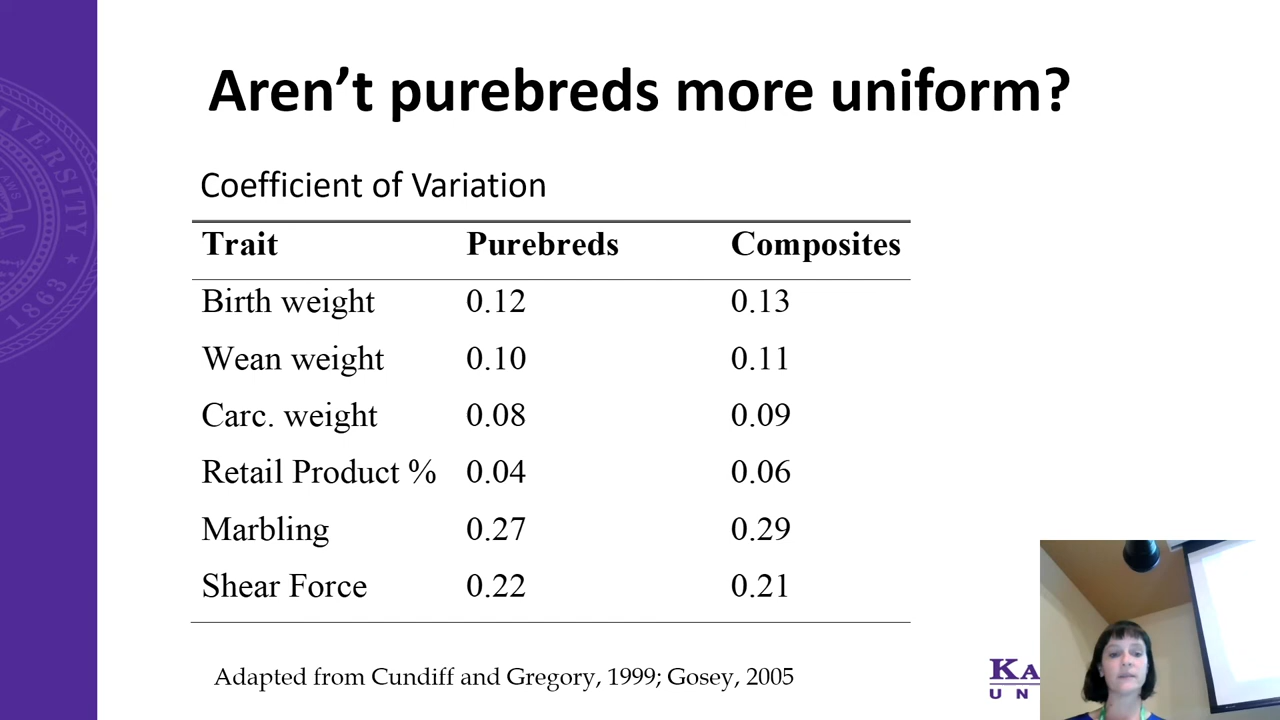 Aren't purebreds more uniform?
Coefficient of Variation
Trait Purebreds Composites
Birth weight 0.12 0.13
Wean weight 0.10 0.11
Carc. weight 0.08 0.09
Retail Product % 0.04 0.06
Marbling 0.27 0.29
Shear Force 0.22 0.21
Adapted from Cundiff and Gregory, 1999; Gosey, 2005
1863